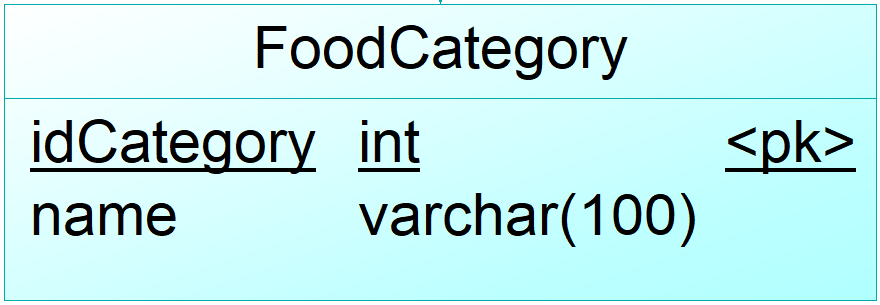 FoodCategory
idCategory int <pk>
name varchar(100)